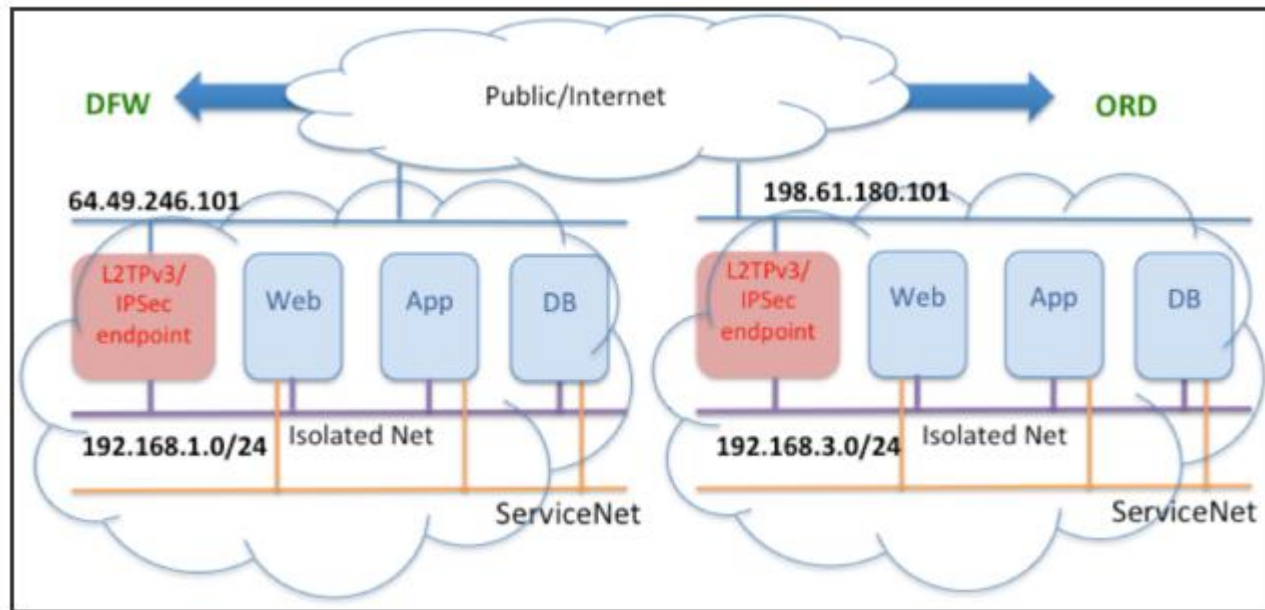 Public/Internet
DFW
ORD
64.49.246.101
198.61.180.101
L2TPv3/
IPSec
endpoint
Web
App
DB
L2TPv3/
IPSec
endpoint
Web
App
DB
Isolated Net
192.168.1.0/24
Isolated Net
192.168.3.0/24
ServiceNet
ServiceNet